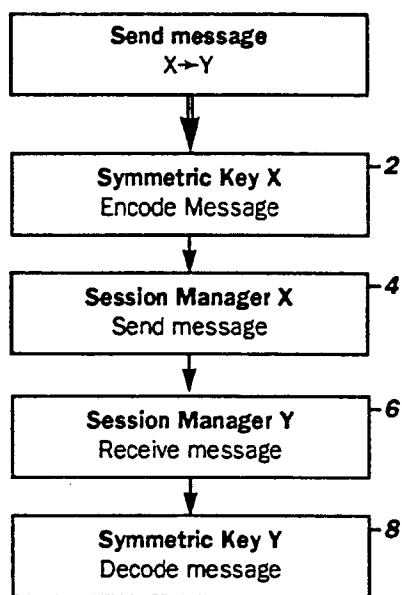 Send message
X→Y
Symmetric Key X
Encode Message
2
Session Manager X
Send message
4
Session Manager Y
Receive message
6
Symmetric Key Y
Decode message
8